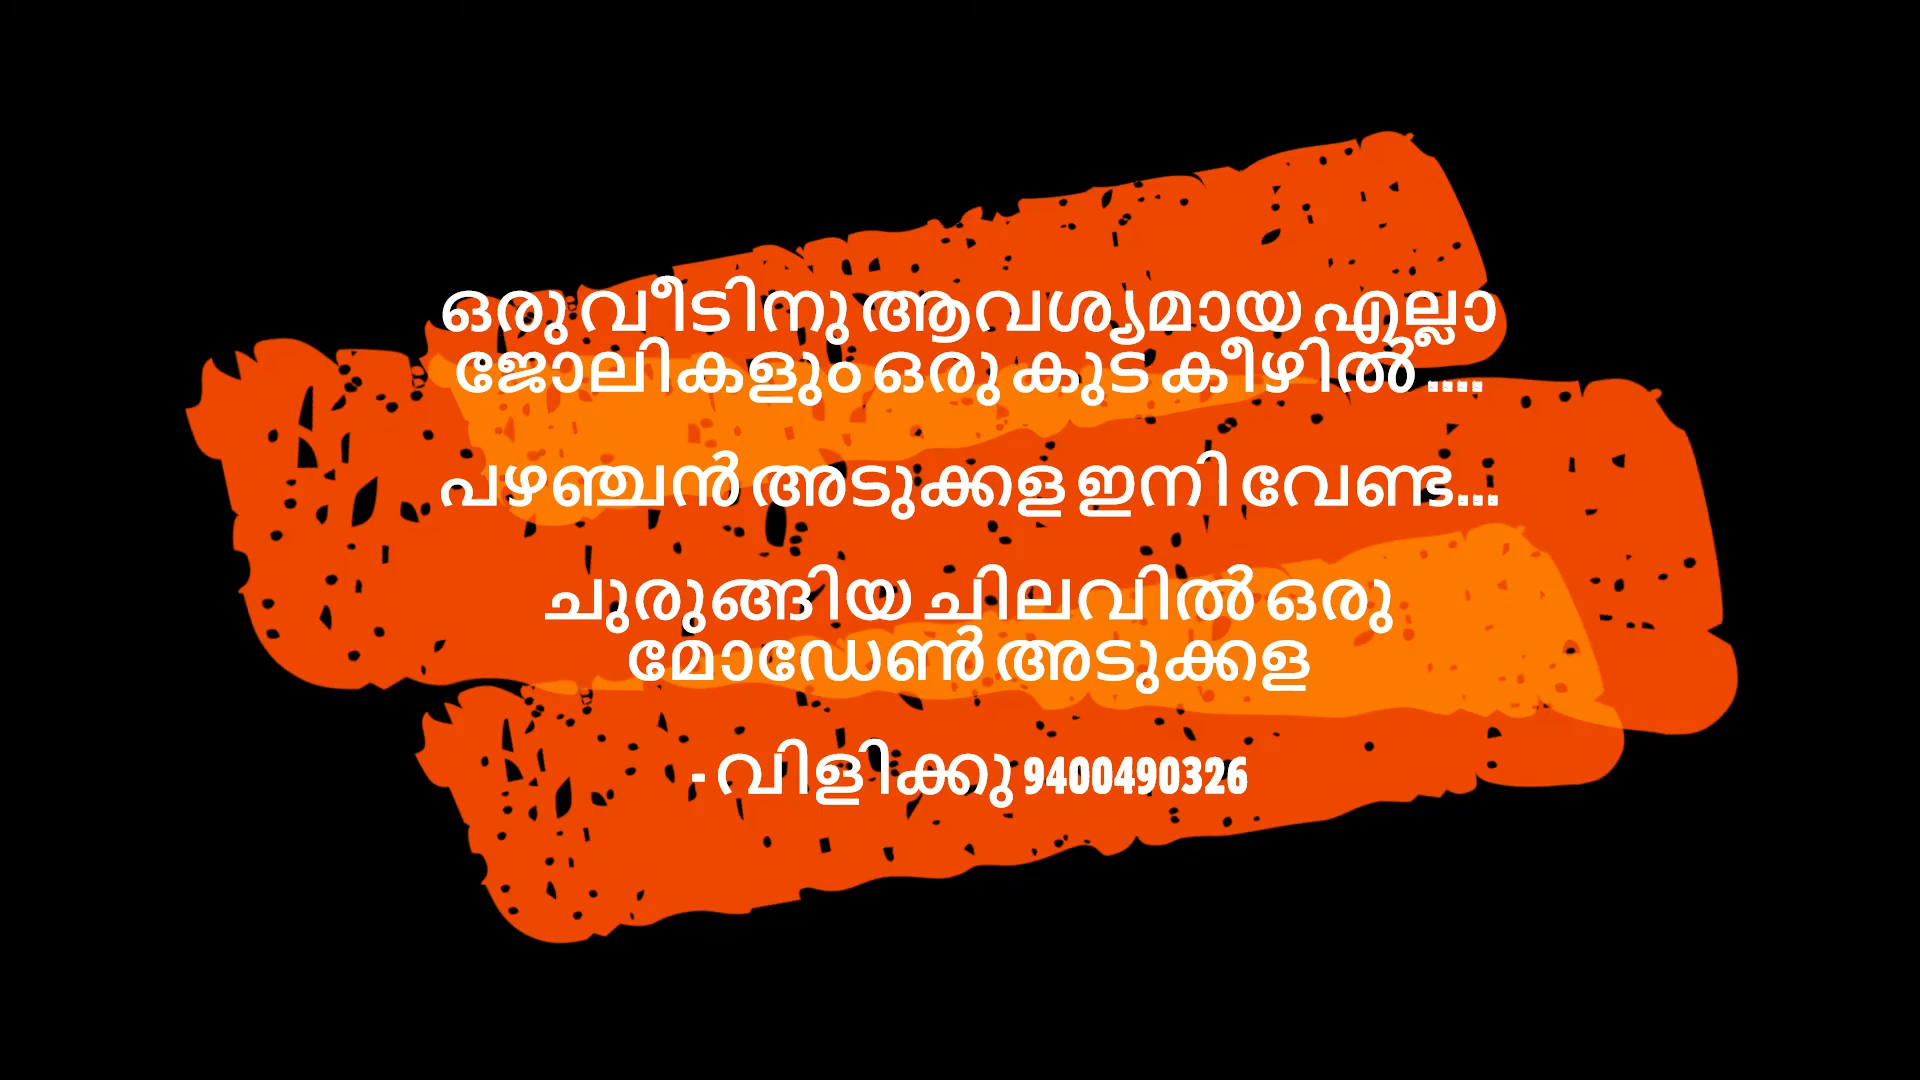 ഒരു വീടിനു ആവശ്യമായ എല്ലാ
ജോലികളും ഒരു കുട കീഴിൽ ....
പഴഞ്ചൻ അടുക്കള ഇനി വേണ്ട...
ചുരുങ്ങിയ ചിലവിൽ ഒരു
മോഡേൺ അടുക്കള
- വിളിക്കു 9400490326